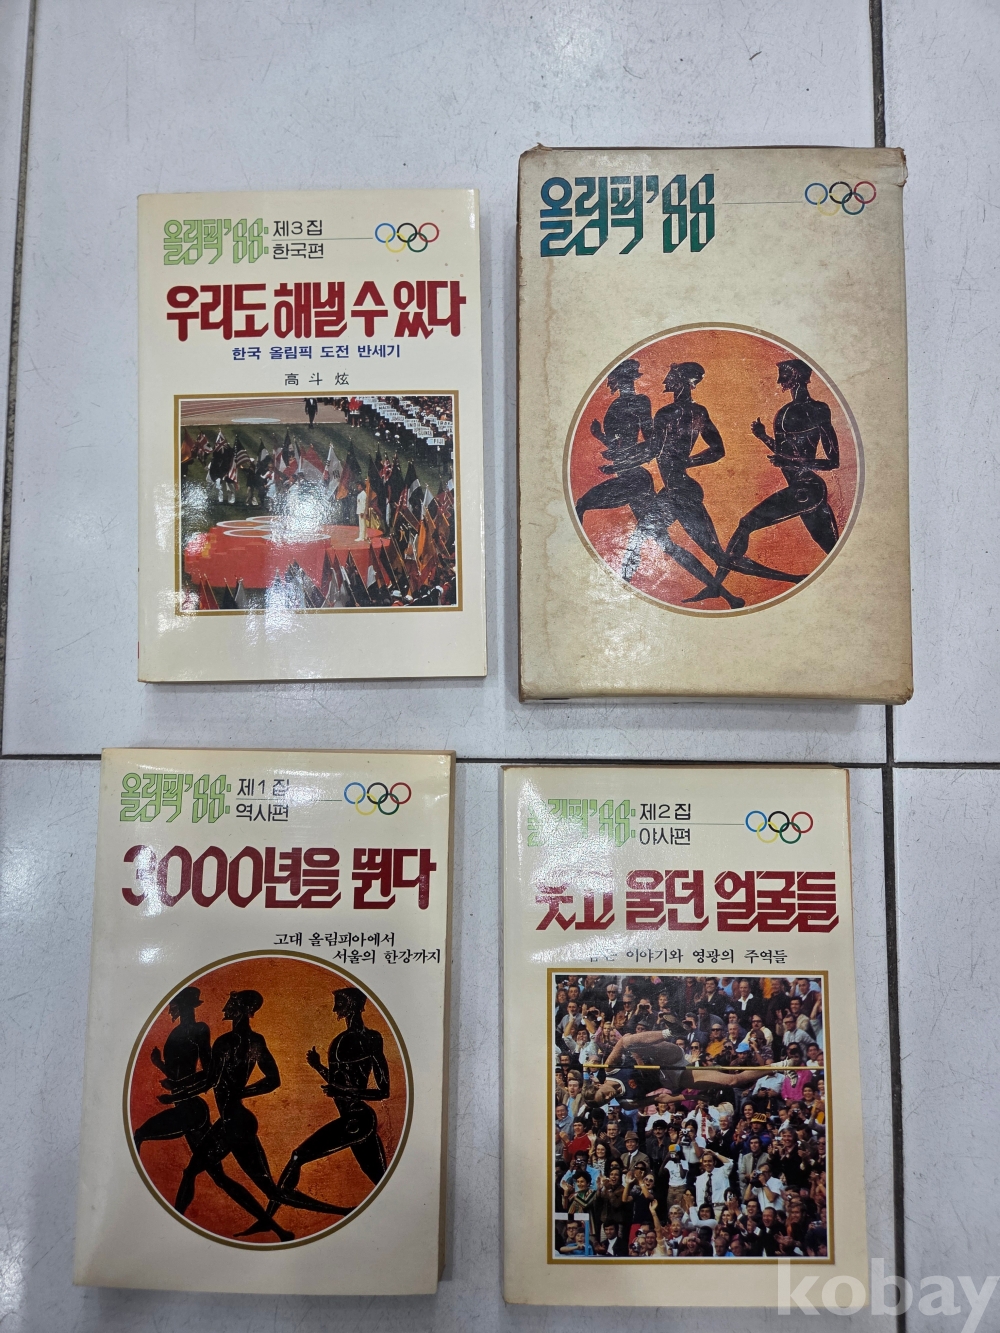 올림픽'88: 제3집
한국편
우리도 해낼 수 있다
한국 올림픽 도전 반세기
高斗炫
올림픽'88
올림픽'88: 제1집
역사편
3000년을 뛴다
고대 올림피아에서
서울의 한강까지
올림픽'88: 제2집
야사편
웃고 울던 얼굴들
이야기와 영광의 주역들
kobay